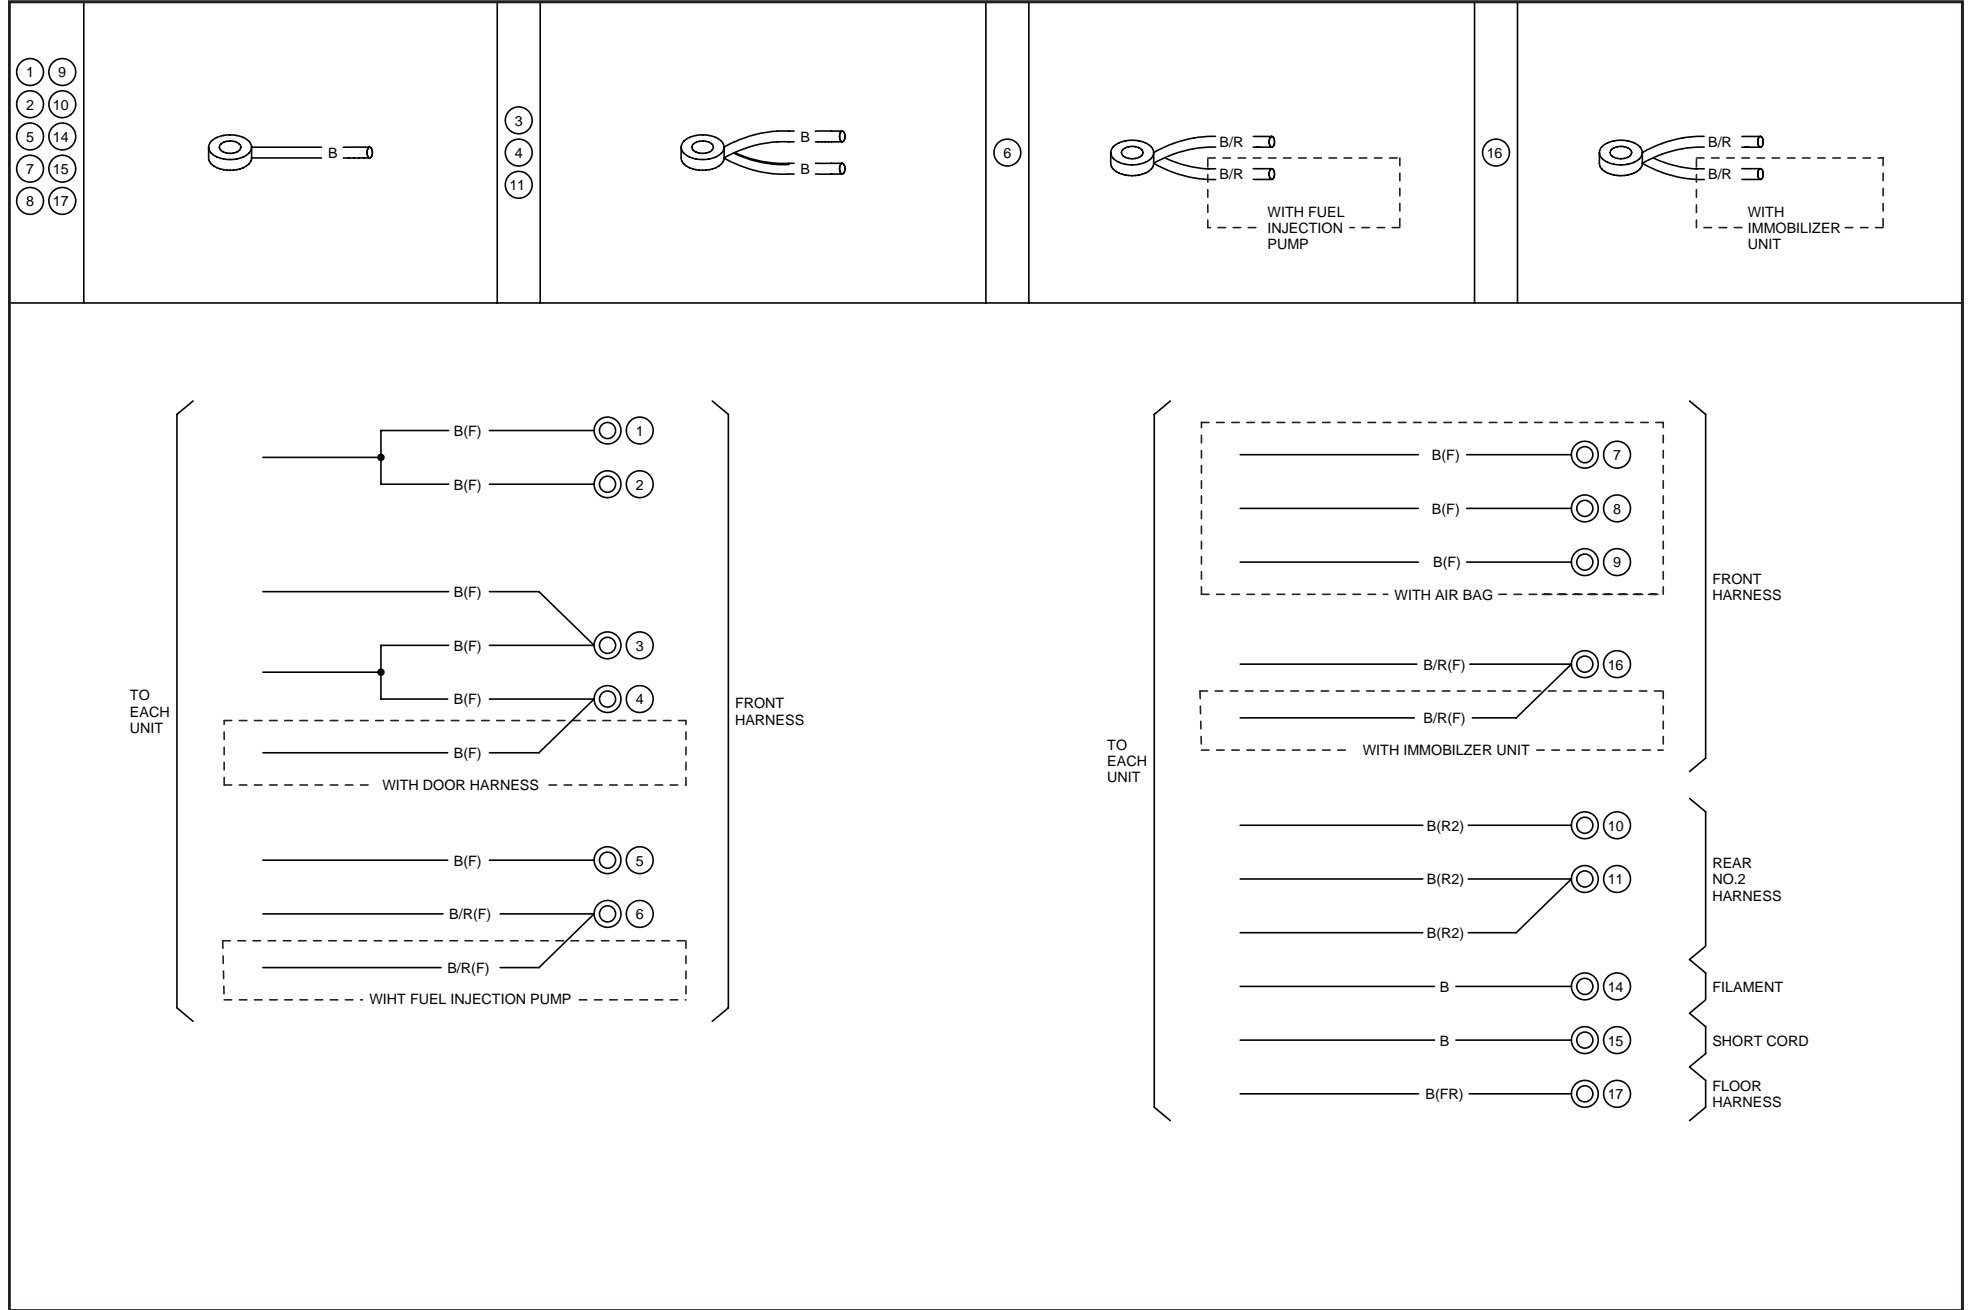 1 9
2 10
5 14
7 15
8 17
B
3
4
11
B
B
6
B/R
B/R
WITH FUEL
INJECTION
PUMP
16
B/R
B/R
WITH
IMMOBILIZER
UNIT
TO
EACH
UNIT
B(F) 1
B(F) 2
B(F)
B(F) 3
B(F) 4
B(F)
WITH DOOR HARNESS
B(F) 5
B/R(F) 6
B/R(F)
WIHT FUEL INJECTION PUMP
FRONT
HARNESS
TO
EACH
UNIT
B(F) 7
B(F) 8
B(F) 9
WITH AIR BAG
B/R(F) 16
B/R(F)
WITH IMMOBILZER UNIT
FRONT
HARNESS
B(R2) 10
B(R2) 11
B(R2)
REAR
NO.2
HARNESS
B 14
FILAMENT
B 15
SHORT CORD
B(FR) 17
FLOOR
HARNESS